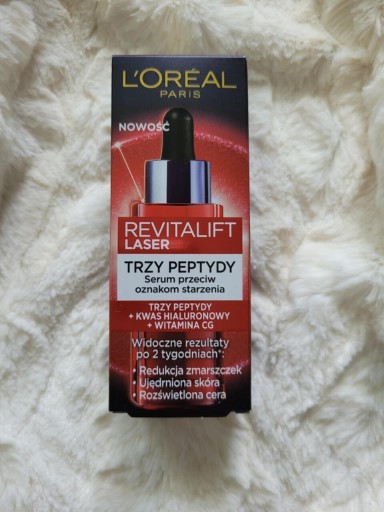 L'ORÉAL
PARIS
NOWOŚĆ
REVITALIFT
LASER
TRZY PEPTYDY
Serum przeciw
oznakom starzenia
TRZY PEPTYDY
+ KWAS HIALURONOWY
+ WITAMINA CG
Widoczne rezultaty
po 2 tygodniach*:
• Redukcja zmarszczek
• Ujędrniona skóra
• Rozświetlona cera